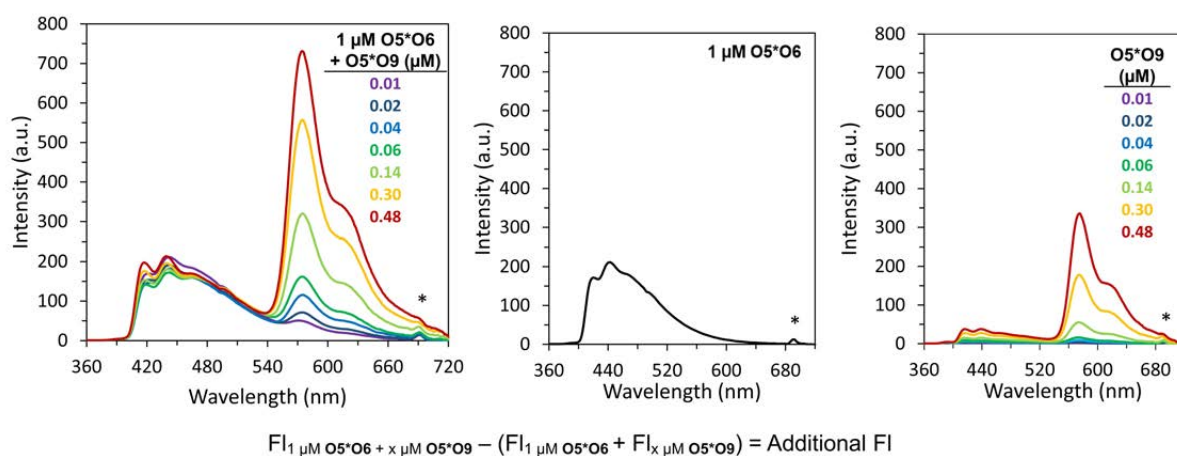 800
700
600
500
400
300
200
100
0
Intensity (a.u.)
360 420 480 540 600 660 720
Wavelength (nm)
1 µM O5*O6
+ O5*O9 (µM)
0.01
0.02
0.04
0.06
0.14
0.30
0.48
*
800
700
600
500
400
300
200
100
0
Intensity (a.u.)
360 440 520 600 680
Wavelength (nm)
1 µM O5*O6
*
800
700
600
500
400
300
200
100
0
Intensity (a.u.)
360 440 520 600 680
Wavelength (nm)
O5*O9
(µM)
0.01
0.02
0.04
0.06
0.14
0.30
0.48
*
Fl1 µM O5*O6 + x µM O5*O9 – (Fl1 µM O5*O6 + Flx µM O5*O9) = Additional Fl